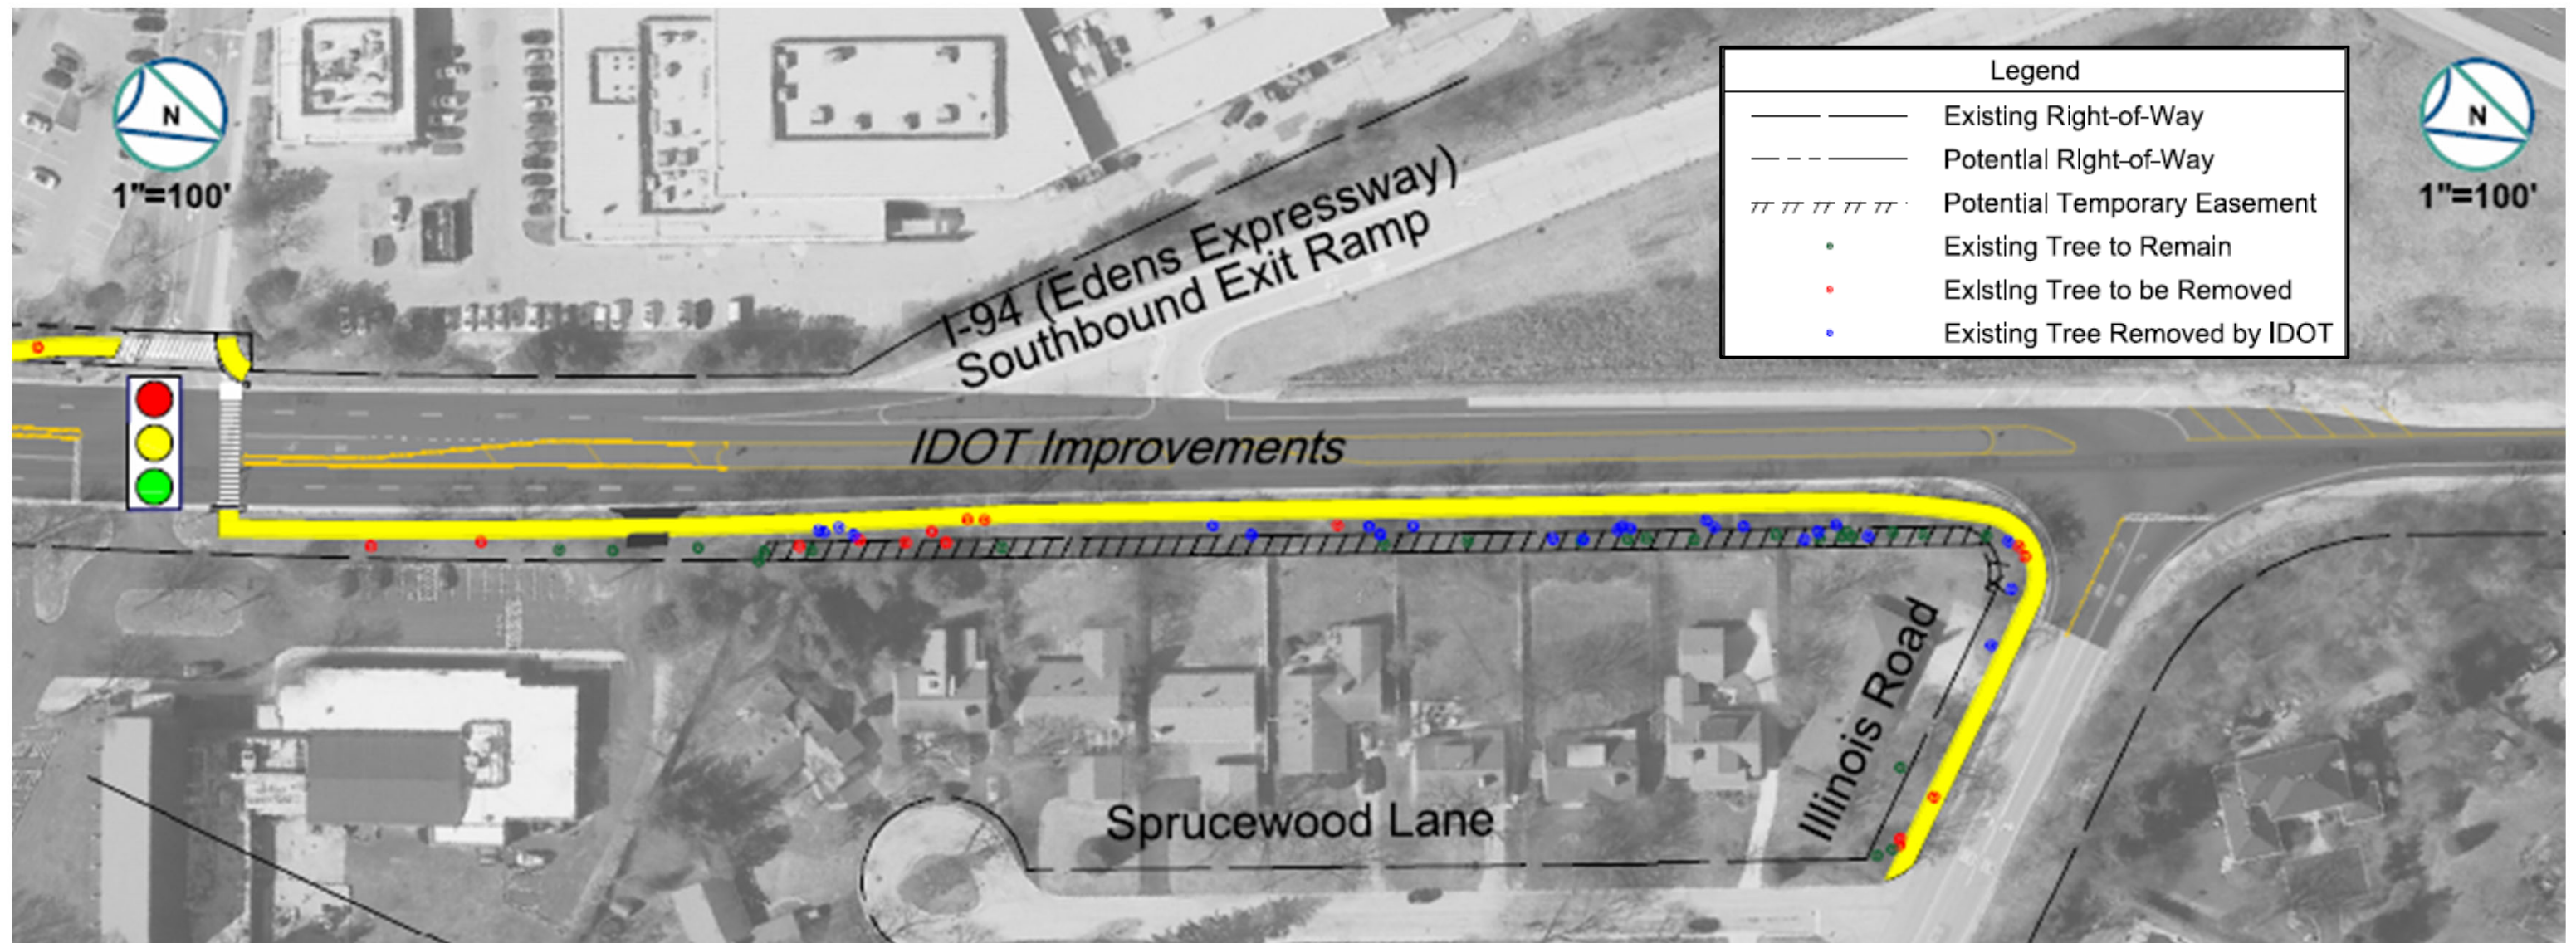 N
1"=100'
Legend
Existing Right-of-Way
Potential Right-of-Way
Potential Temporary Easement
Existing Tree to Remain
Existing Tree to be Removed
Existing Tree Removed by IDOT
N
1"=100'
I-94 (Edens Expressway)
Southbound Exit Ramp
IDOT Improvements
Illinois Road
Sprucewood Lane